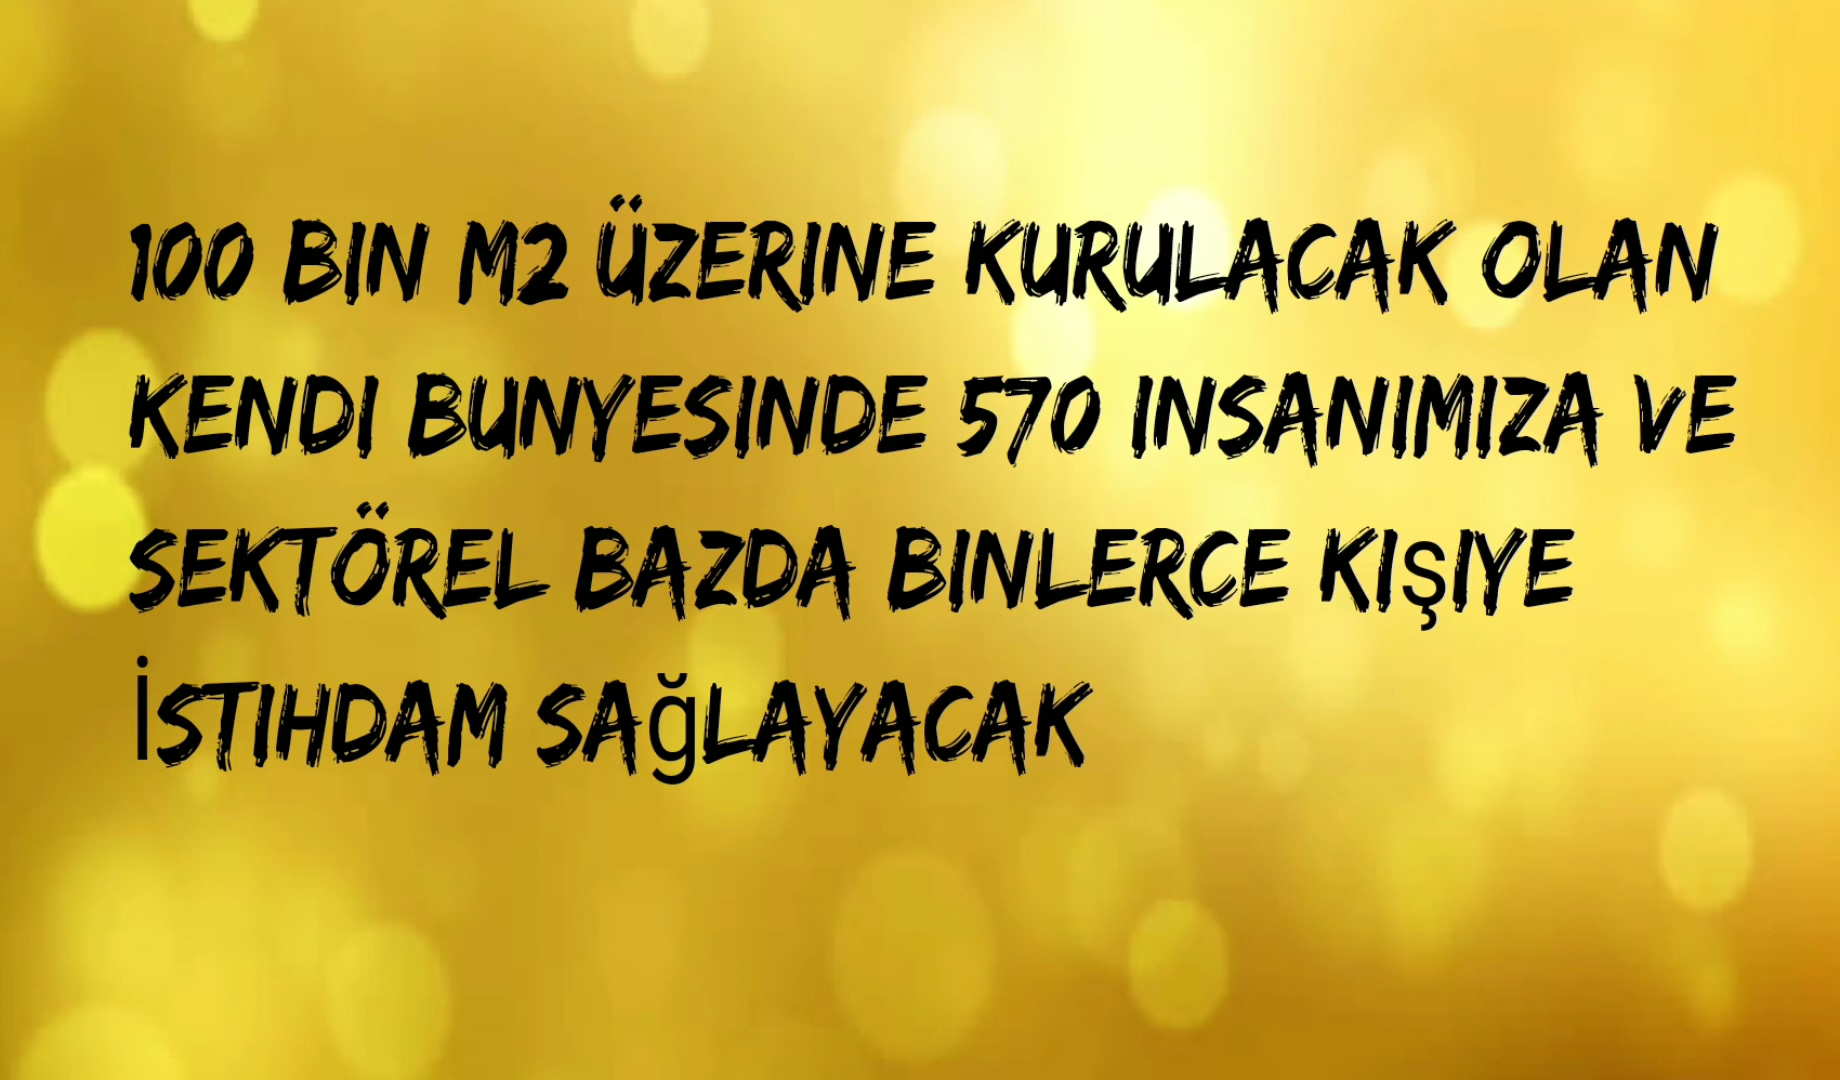 100 BIN M2 ÜZERINE KURULACAK OLAN
KENDI BUNYESINDE 570 INSANIMIZA VE
SEKTÖREL BAZDA BINLERCE KIşIYE
İSTIHDAM SAğLAYACAK